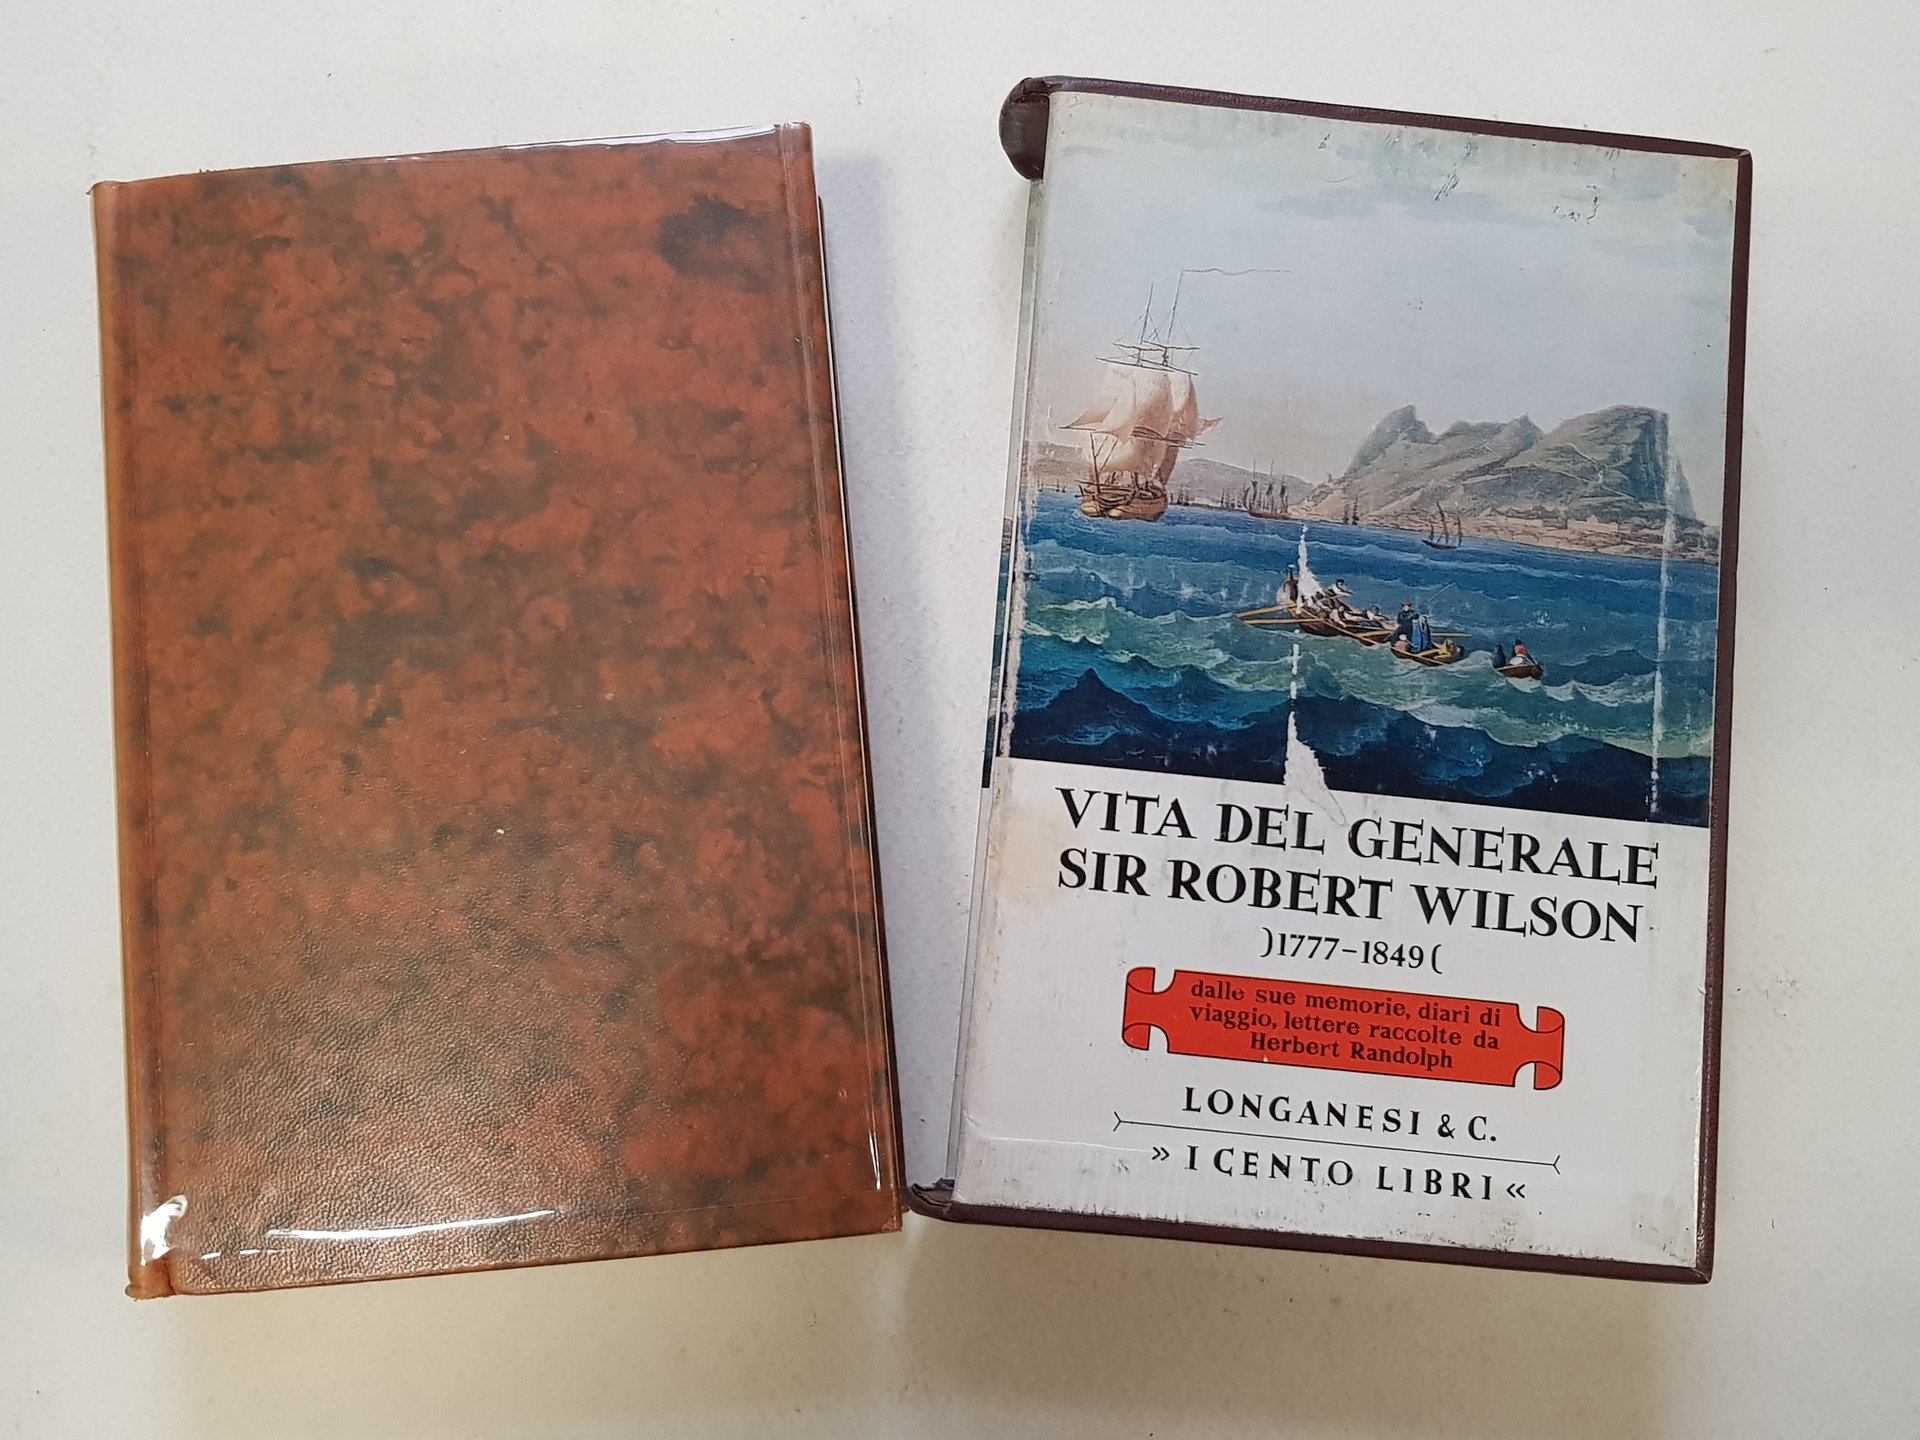 VITA DEL GENERALE
SIR ROBERT WILSON
)1777-1849(
dalle sue memorie, diari di
viaggio, lettere raccolte da
Herbert Randolph
LONGANESI & C.
» I CENTO LIBRI «